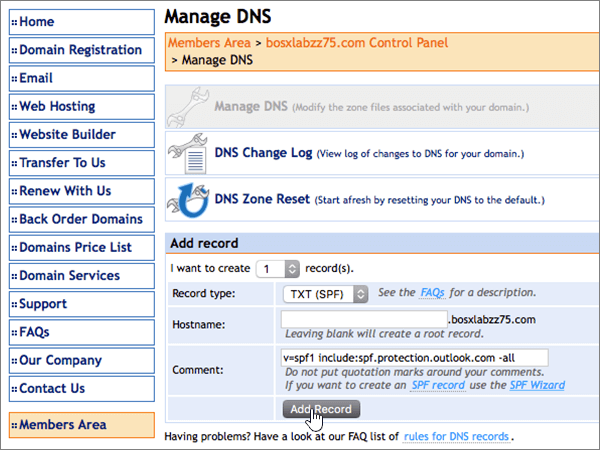 Home
Domain Registration
Email
Web Hosting
Website Builder
Transfer To Us
Renew With Us
Back Order Domains
Domains Price List
Domain Services
Support
FAQs
Our Company
Contact Us
Members Area
Manage DNS
Members Area > bosxlabzz75.com Control Panel
> Manage DNS
Manage DNS (Modify the zone files associated with your domain.)
DNS Change Log (View log of changes to DNS for your domain.)
DNS Zone Reset (Start afresh by resetting your DNS to the default.)
Add record
I want to create 1 record(s).
Record type: TXT (SPF) See the FAQs for a description.
Hostname: .bosxlabzz75.com
Leaving blank will create a root record.
Comment: v=spf1 include:spf.protection.outlook.com -all
Do not put quotation marks around your comments.
If you want to create an SPF record use the SPF Wizard
Add Record
Having problems? Have a look at our FAQ list of rules for DNS records.